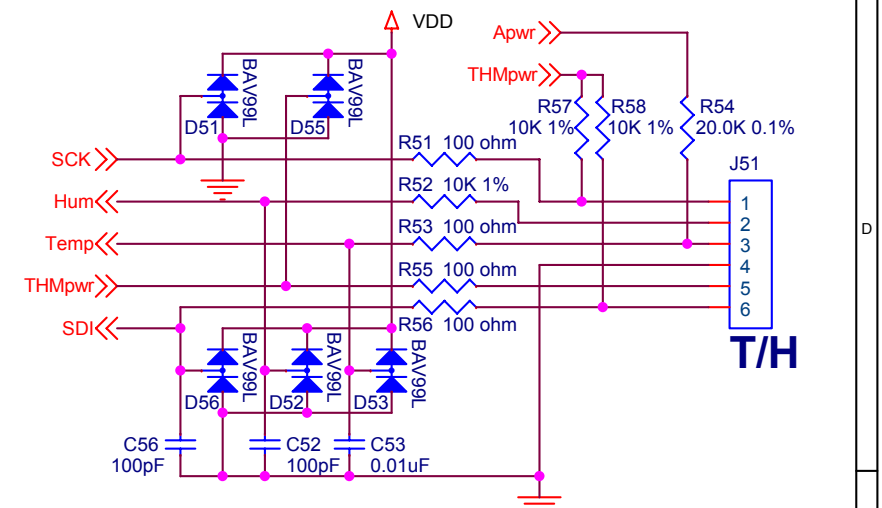 VDD
Apwr
THMpwr
BAV99L
BAV99L
D51
D55
R57
10K 1%
R58
10K 1%
R54
20.0K 0.1%
SCK
R51 100 ohm
J51
Hum
R52 10K 1%
1
2
Temp
R53 100 ohm
3
4
THMpwr
R55 100 ohm
5
6
SDI
R56 100 ohm
T/H
BAV99L
BAV99L
BAV99L
D56
D52
D53
C56
100pF
C52
100pF
C53
0.01uF
D